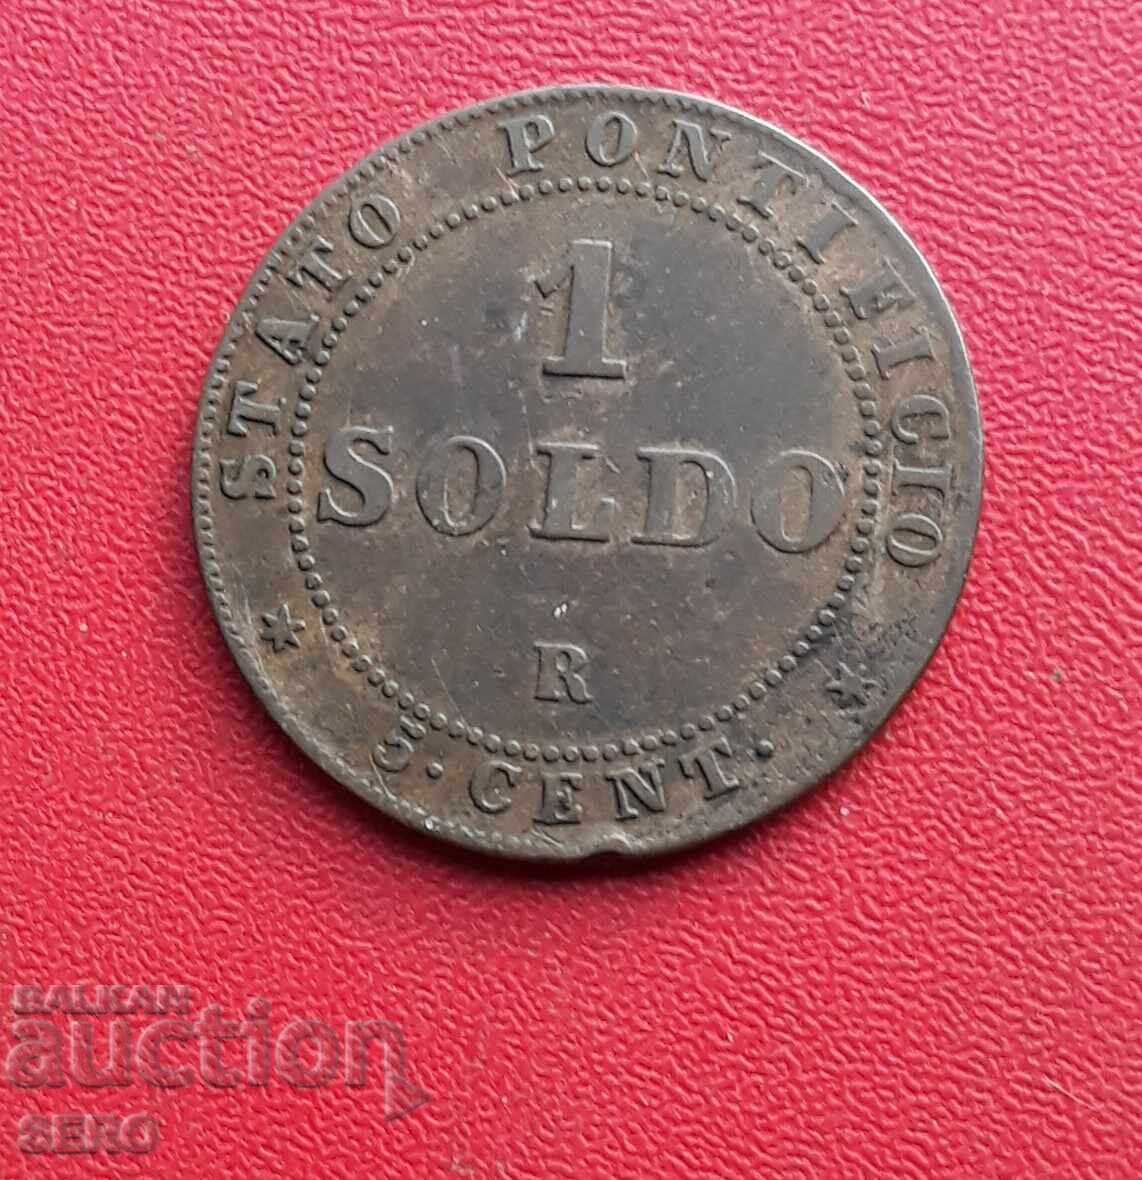 STATO PONTIFICIO
1
SOLDO
R
5. CENT.
BALKAN
auction
SERO